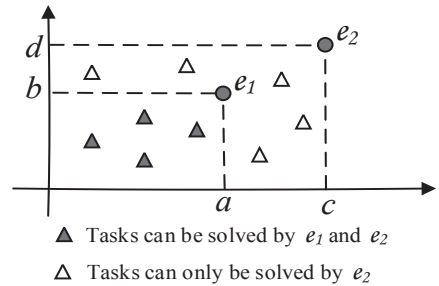 d
e₂
b
e₁
a
c
Tasks can be solved by e₁ and e₂
Tasks can only be solved by e₂